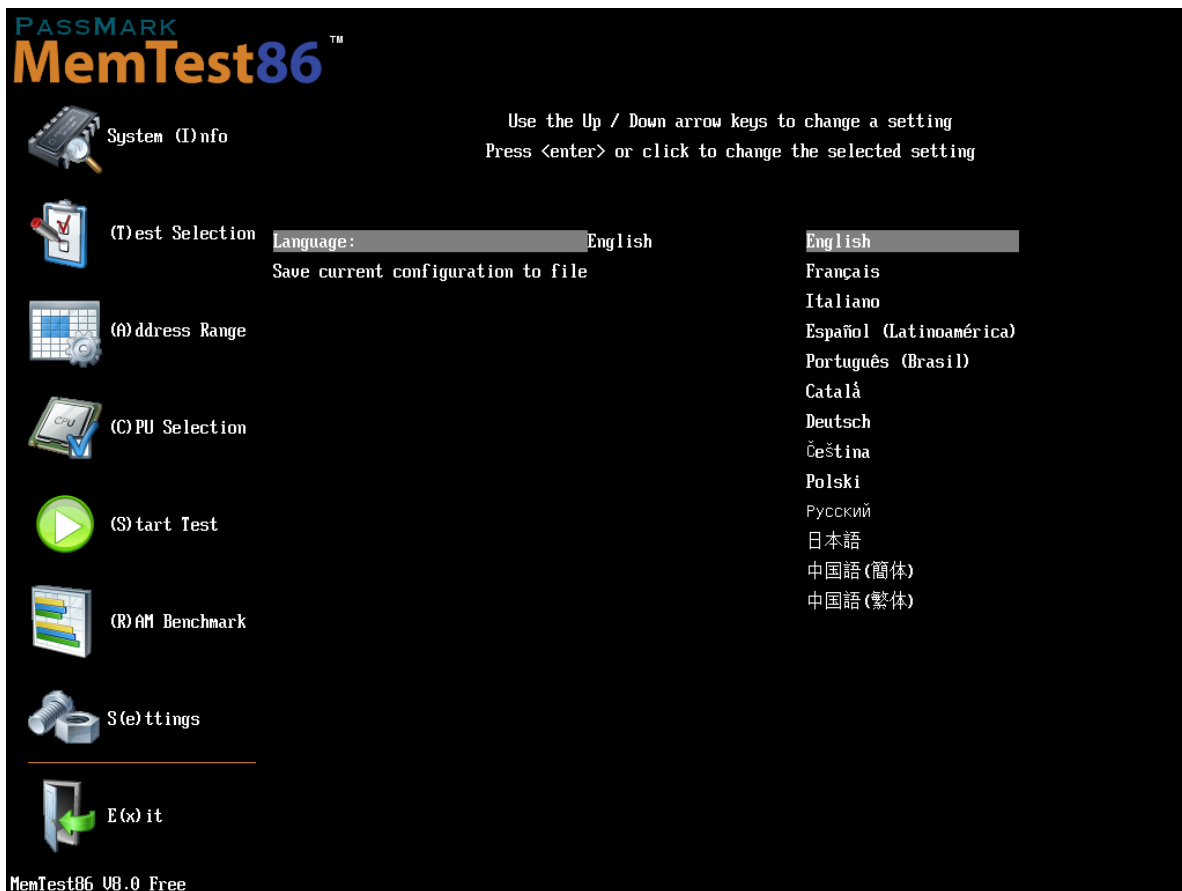 PASSMARK
MemTest86™
System (I)nfo
Use the Up / Down arrow keys to change a setting
Press <enter> or click to change the selected setting
(T)est Selection
Language: English
English
Save current configuration to file
Français
Italiano
(A)ddress Range
Español (Latinoamérica)
Português (Brasil)
Català
(C)PU Selection
Deutsch
Čeština
Polski
Русский
(S)tart Test
日本語
中国語(簡体)
中国語(繁体)
(R)AM Benchmark
S(e)ttings
E(x)it
MemTest86 V8.0 Free